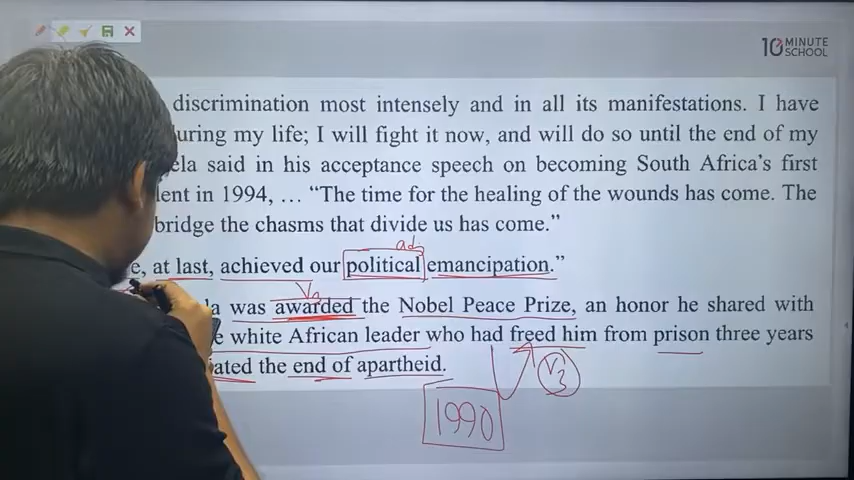 10 MINUTE SCHOOL
discrimination most intensely and in all its manifestations. I have
during my life; I will fight it now, and will do so until the end of my
ela said in his acceptance speech on becoming South Africa's first
lent in 1994, … “The time for the healing of the wounds has come. The
bridge the chasms that divide us has come.”
adj
e, at last, achieved our political emancipation.”
V3
a was awarded the Nobel Peace Prize, an honor he shared with
e white African leader who had freed him from prison three years
iated the end of apartheid.
V3
1990